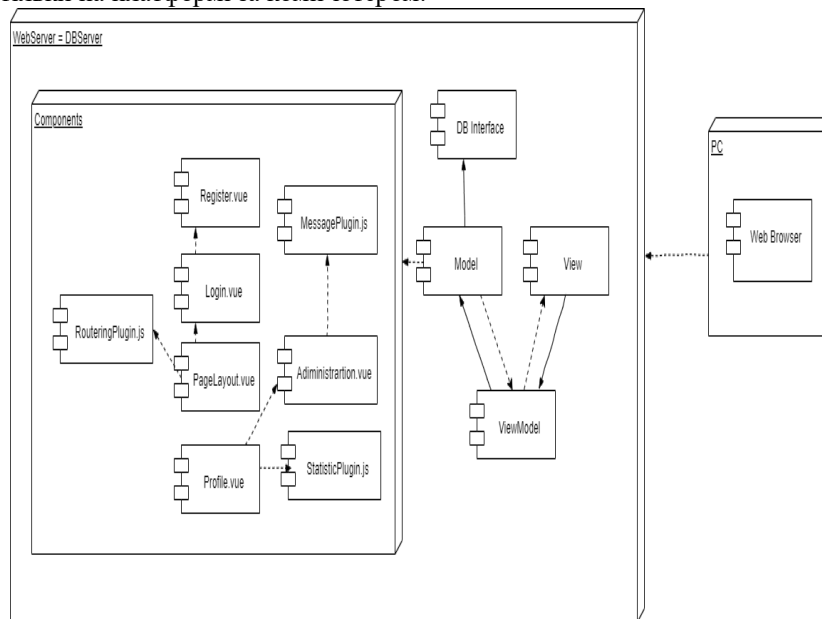 WebServer = DBServer
Components
Register.vue
MessagePlugin.js
Login.vue
RouteringPlugin.js
PageLayout.vue
Adiministrartion.vue
Profile.vue
StatisticPlugin.js
DB Interface
Model
View
ViewModel
PC
Web Browser